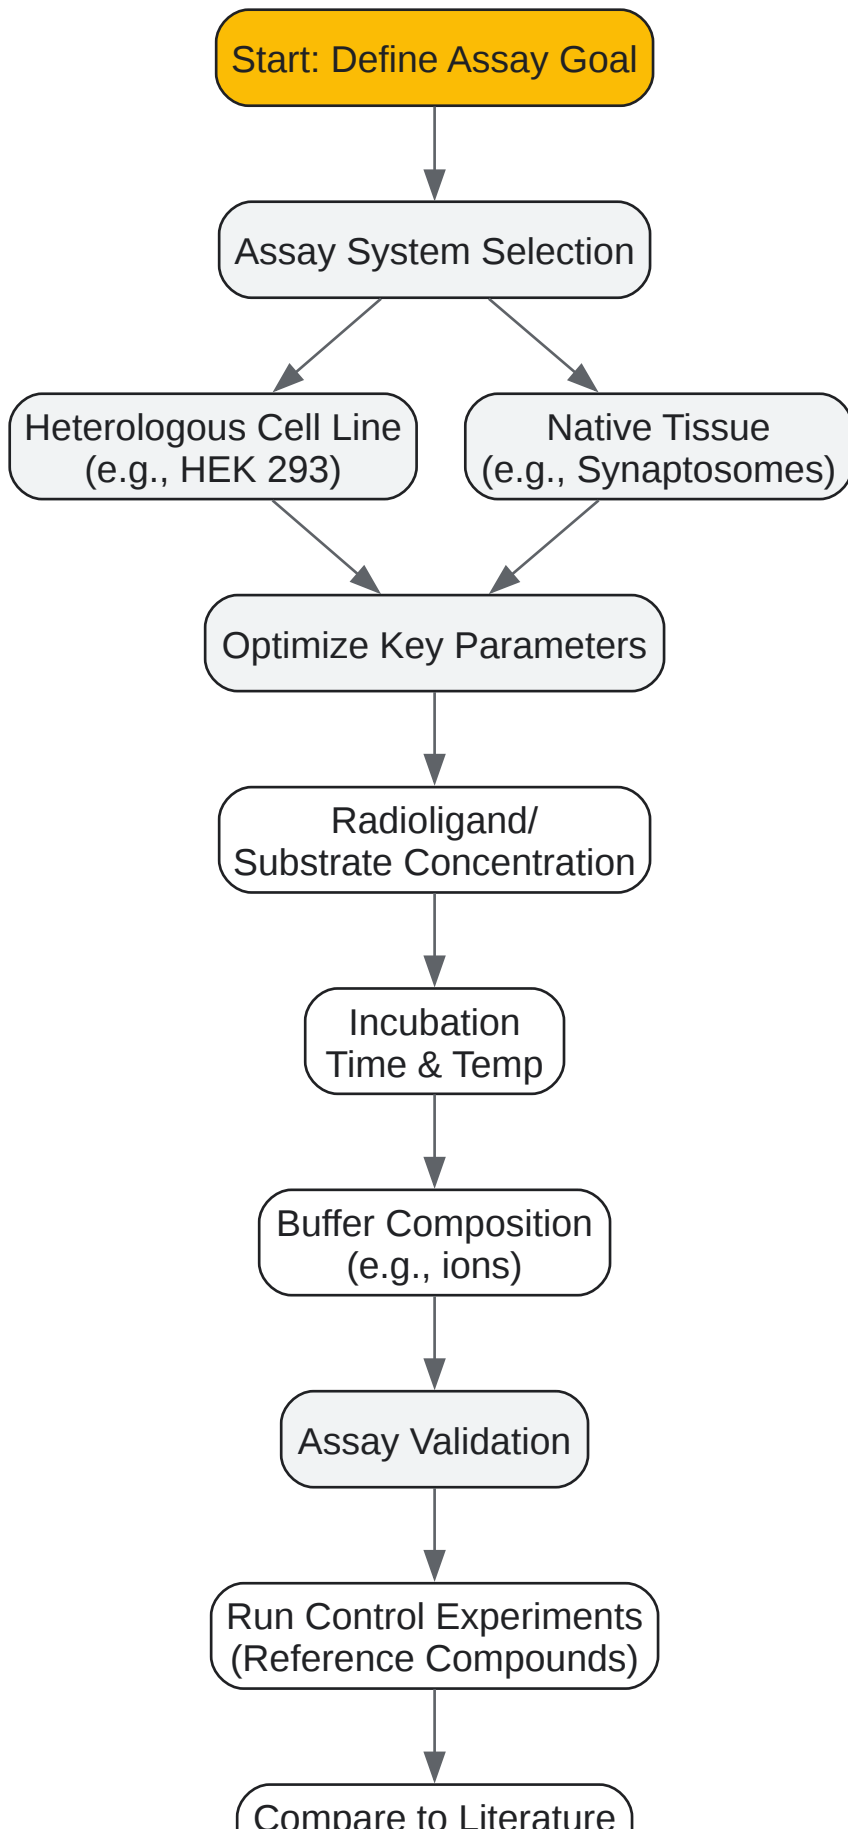 Start: Define Assay Goal
Assay System Selection
Heterologous Cell Line
(e.g., HEK 293)
Native Tissue
(e.g., Synaptosomes)
Optimize Key Parameters
Radioligand/
Substrate Concentration
Incubation
Time & Temp
Buffer Composition
(e.g., ions)
Assay Validation
Run Control Experiments
(Reference Compounds)
Compare to Literature